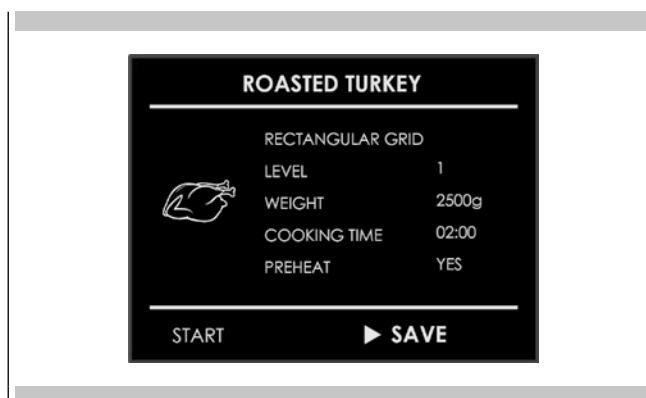 ROASTED TURKEY
RECTANGULAR GRID
LEVEL 1
WEIGHT 2500g
COOKING TIME 02:00
PREHEAT YES
START ▶ SAVE